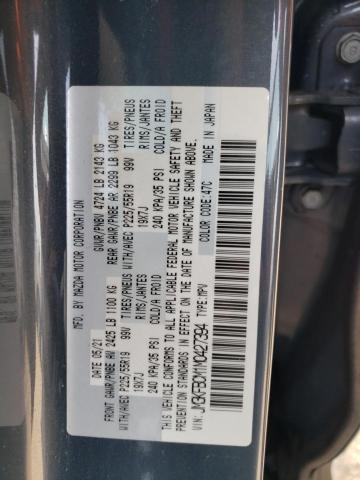 MFD. BY MAZDA MOTOR CORPORATION
DATE 05/21 GVWR/PNBV 4724 LB 2143 KG
FRONT GAWR/PNBE AV 2425 LB 1100 KG REAR GAWR/PNBE AR 2299 LB 1043 KG
WITH/AVEC P225/55R19 99V TIRES/PNEUS WITH/AVEC P225/55R19 99V TIRES/PNEUS
19X7J RIMS/JANTES 19X7J RIMS/JANTES
240 KPA/35 PSI COLD/A FROID 240 KPA/35 PSI COLD/A FROID
THIS VEHICLE CONFORMS TO ALL APPLICABLE FEDERAL MOTOR VEHICLE SAFETY AND THEFT
PREVENTION STANDARDS IN EFFECT ON THE DATE OF MANUFACTURE SHOWN ABOVE.
COLOR CODE:47C
VIN: TYPE:MPV MADE IN JAPAN